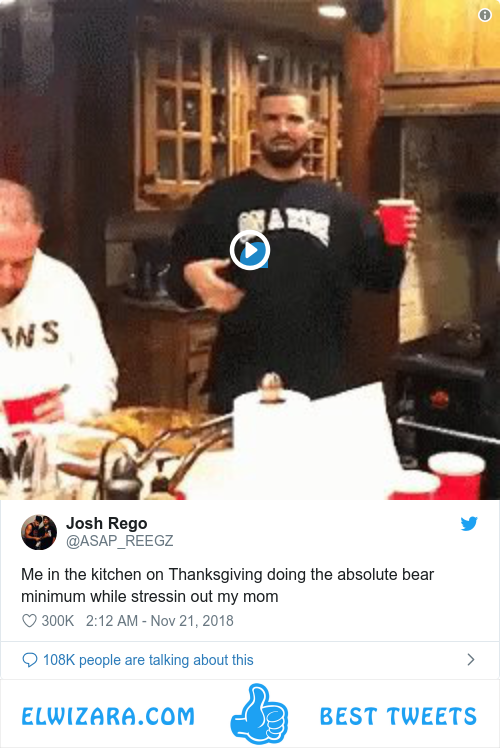 Josh Rego
@ASAP_REEGZ
Me in the kitchen on Thanksgiving doing the absolute bear
minimum while stressin out my mom
300K 2:12 AM - Nov 21, 2018
108K people are talking about this
ELWIZARA.COM BEST TWEETS